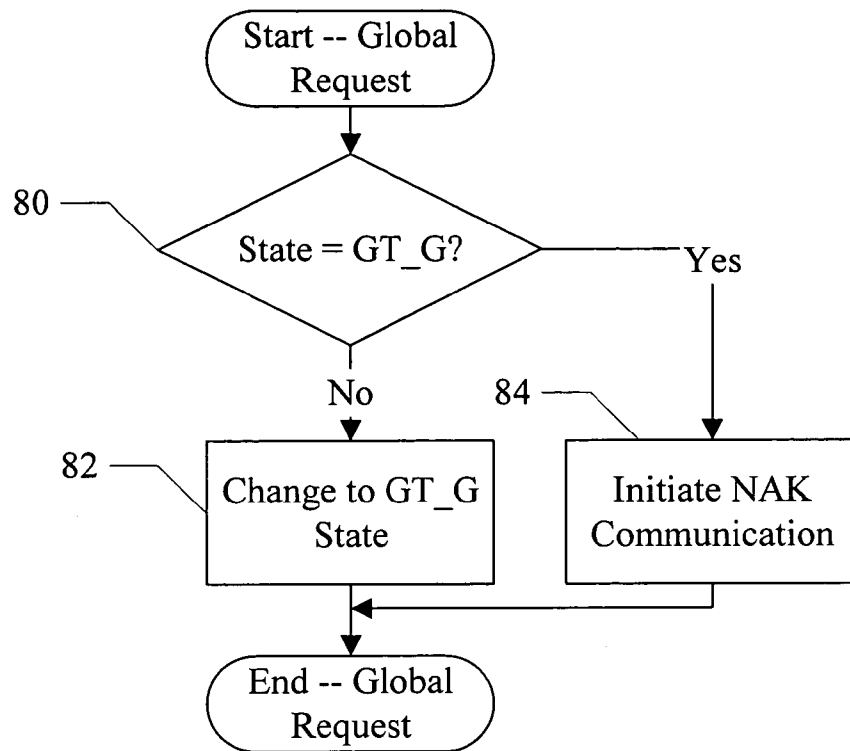 Start -- Global
Request
80
State = GT_G?
Yes
No
84
82
Change to GT_G
State
Initiate NAK
Communication
End -- Global
Request